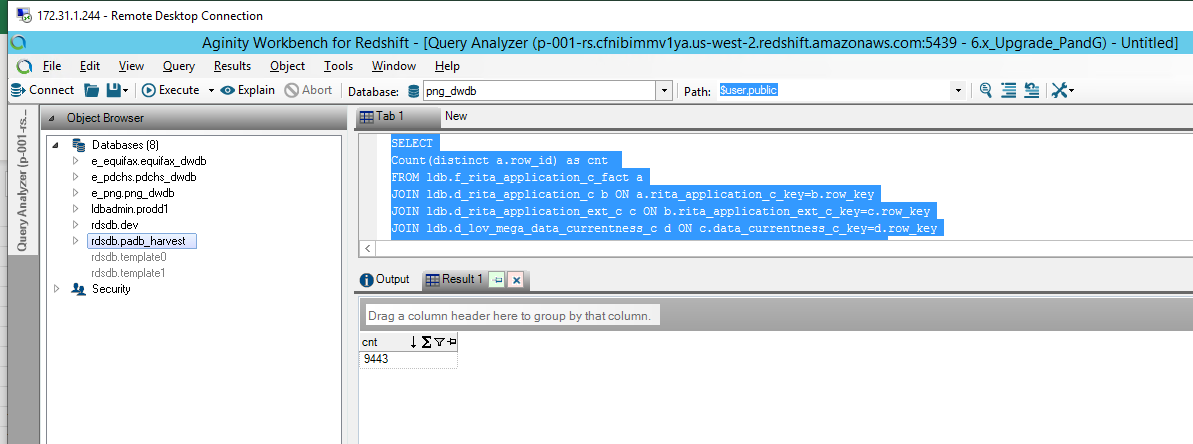 172.31.1.244 - Remote Desktop Connection
Aginity Workbench for Redshift - [Query Analyzer (p-001-rs.cfnibimmv1ya.us-west-2.redshift.amazonaws.com:5439 - 6.x_Upgrade_PandG) - Untitled]
File Edit View Query Results Object Tools Window Help
Connect Execute Explain Abort Database: png_dwdb Path: $user,public
Query Analyzer (p-001-rs...
Object Browser
Databases (8)
e_equifax.equifax_dwdb
e_pdchs.pdchs_dwdb
e_png.png_dwdb
ldbadmin.prodd1
rdsdb.dev
rdsdb.padb_harvest
rdsdb.template0
rdsdb.template1
Security
Tab 1 New
SELECT
Count(distinct a.row_id) as cnt
FROM ldb.f_rita_application_c_fact a
JOIN ldb.d_rita_application_c b ON a.rita_application_c_key=b.row_key
JOIN ldb.d_rita_application_ext_c c ON b.rita_application_ext_c_key=c.row_key
JOIN ldb.d_lov_mega_data_currentness_c d ON c.data_currentness_c_key=d.row_key
Output Result 1
Drag a column header here to group by that column.
cnt
9443